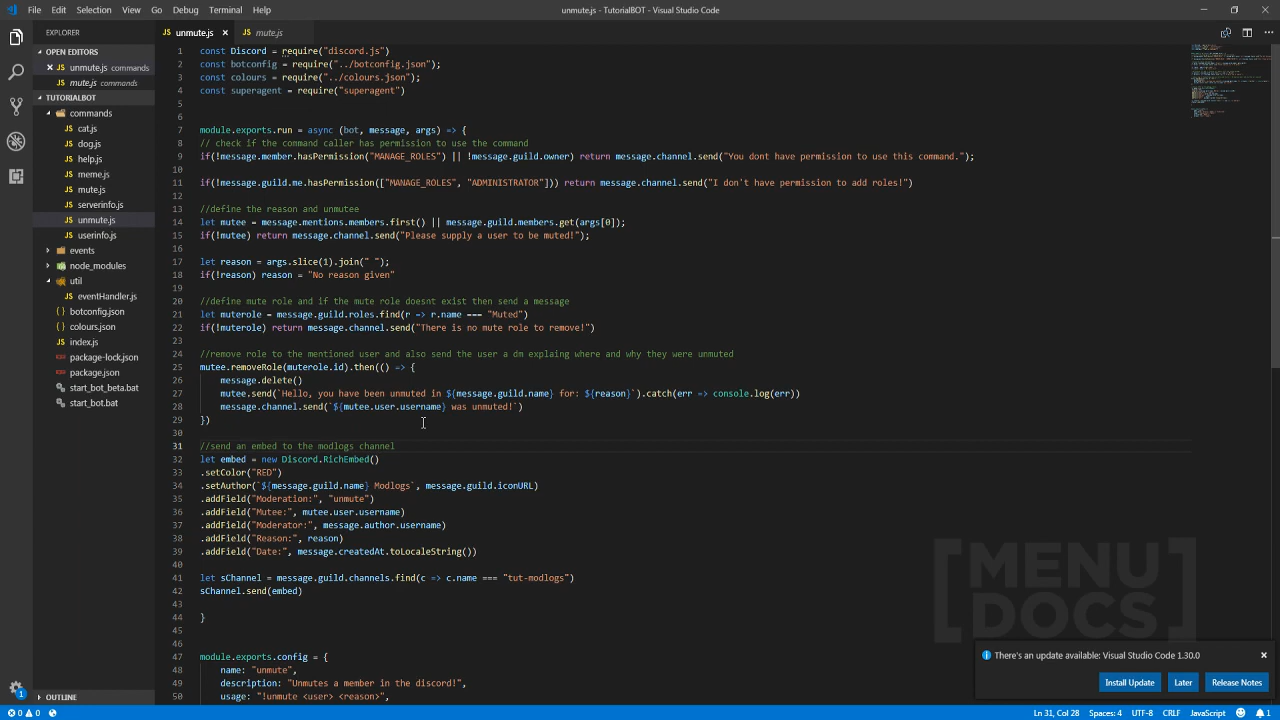 File Edit Selection View Go Debug Terminal Help
unmute.js - TutorialBOT - Visual Studio Code
EXPLORER
OPEN EDITORS
unmute.js commands
mute.js commands
TUTORIALBOT
commands
cat.js
dog.js
help.js
meme.js
mute.js
serverinfo.js
unmute.js
userinfo.js
events
node_modules
util
eventHandler.js
botconfig.json
colours.json
index.js
package-lock.json
package.json
start_bot_beta.bat
start_bot.bat
OUTLINE
unmute.js mute.js
1 const Discord = require("discord.js")
2 const botconfig = require("../botconfig.json");
3 const colours = require("../colours.json");
4 const superagent = require("superagent")
5
6
7 module.exports.run = async (bot, message, args) => {
8 // check if the command caller has permission to use the command
9 if(!message.member.hasPermission("MANAGE_ROLES") || !message.guild.owner) return message.channel.send("You dont have permission to use this command.");
10
11 if(!message.guild.me.hasPermission(["MANAGE_ROLES", "ADMINISTRATOR"])) return message.channel.send("I don't have permission to add roles!")
12
13 //define the reason and unmutee
14 let mutee = message.mentions.members.first() || message.guild.members.get(args[0]);
15 if(!mutee) return message.channel.send("Please supply a user to be muted!");
16
17 let reason = args.slice(1).join(" ");
18 if(!reason) reason = "No reason given"
19
20 //define mute role and if the mute role doesnt exist then send a message
21 let muterole = message.guild.roles.find(r => r.name === "Muted")
22 if(!muterole) return message.channel.send("There is no mute role to remove!")
23
24 //remove role to the mentioned user and also send the user a dm explaing where and why they were unmuted
25 mutee.removeRole(muterole.id).then(() => {
26 message.delete()
27 mutee.send(`Hello, you have been unmuted in ${message.guild.name} for: ${reason}`).catch(err => console.log(err))
28 message.channel.send(`${mutee.user.username} was unmuted!`)
29 })
30
31 //send an embed to the modlogs channel
32 let embed = new Discord.RichEmbed()
33 .setColor("RED")
34 .setAuthor(`${message.guild.name} Modlogs`, message.guild.iconURL)
35 .addField("Moderation:", "unmute")
36 .addField("Mutee:", mutee.user.username)
37 .addField("Moderator:", message.author.username)
38 .addField("Reason:", reason)
39 .addField("Date:", message.createdAt.toLocaleString())
40
41 let sChannel = message.guild.channels.find(c => c.name === "tut-modlogs")
42 sChannel.send(embed)
43
44 }
45
46
47 module.exports.config = {
48 name: "unmute",
49 description: "Unmutes a member in the discord!",
50 usage: "!unmute <user> <reason>",
[MENU
DOCS]
There's an update available: Visual Studio Code 1.30.0
Install Update Later Release Notes
1
0 0
Ln 31, Col 28 Spaces: 4 UTF-8 CRLF JavaScript 1